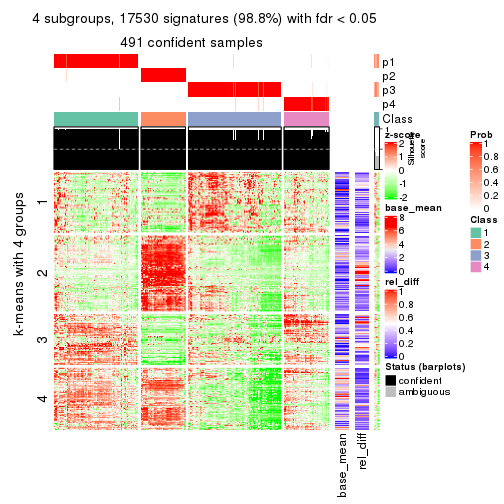 4 subgroups, 17530 signatures (98.8%) with fdr < 0.05
491 confident samples
p1
p2
p3
p4
Class
1
Silhouette
score
k-means with 4 groups
1
2
3
4
base_mean
rel_diff
z-score
2
1
0
-1
-2
base_mean
8
6
4
2
0
rel_diff
1
0.8
0.6
0.4
0.2
0
Status (barplots)
confident
ambiguous
Prob
1
0.8
0.6
0.4
0.2
0
Class
1
2
3
4